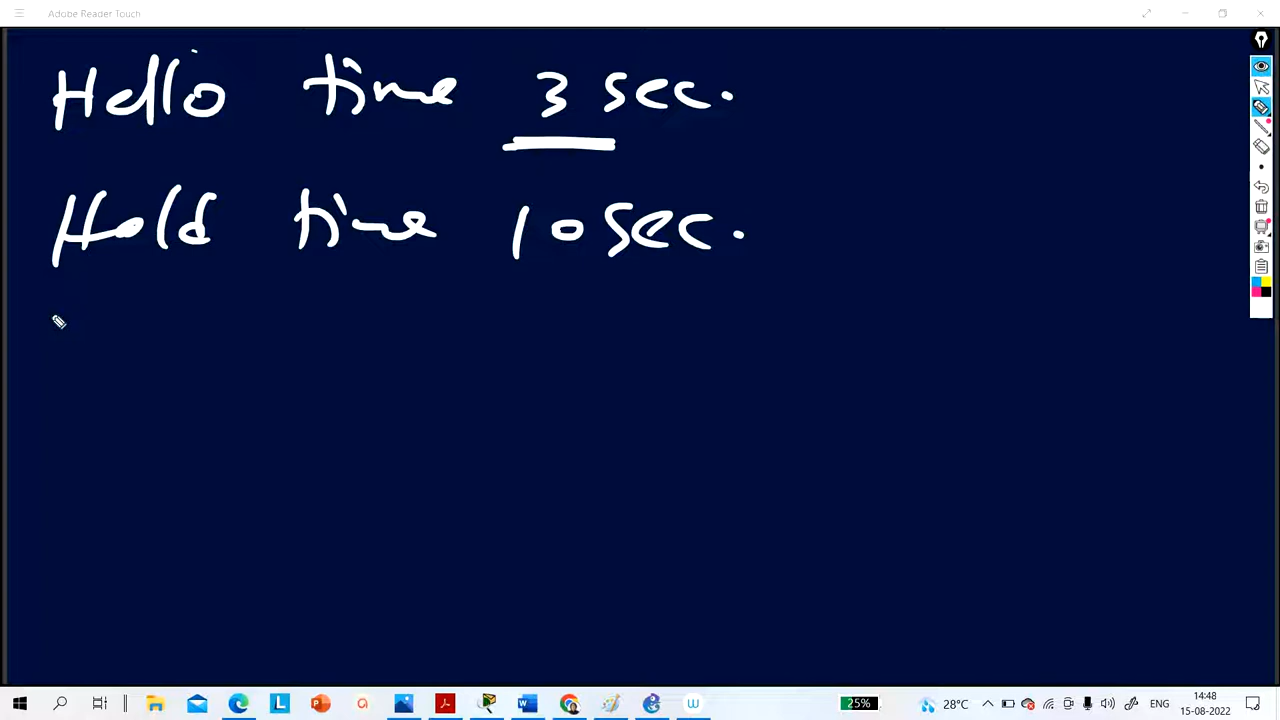 Adobe Reader Touch
Hello time 3 sec.
Hold time 10 sec.
25%
28°C
ENG
14:48
15-08-2022